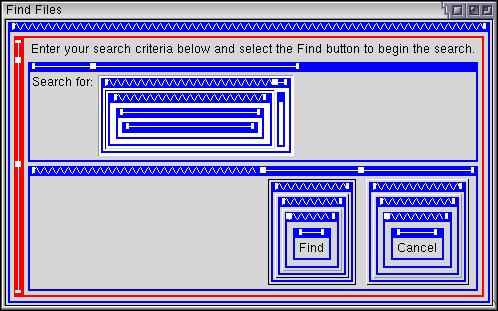 Find Files
Enter your search criteria below and select the Find button to begin the search.
Search for:
Find
Cancel